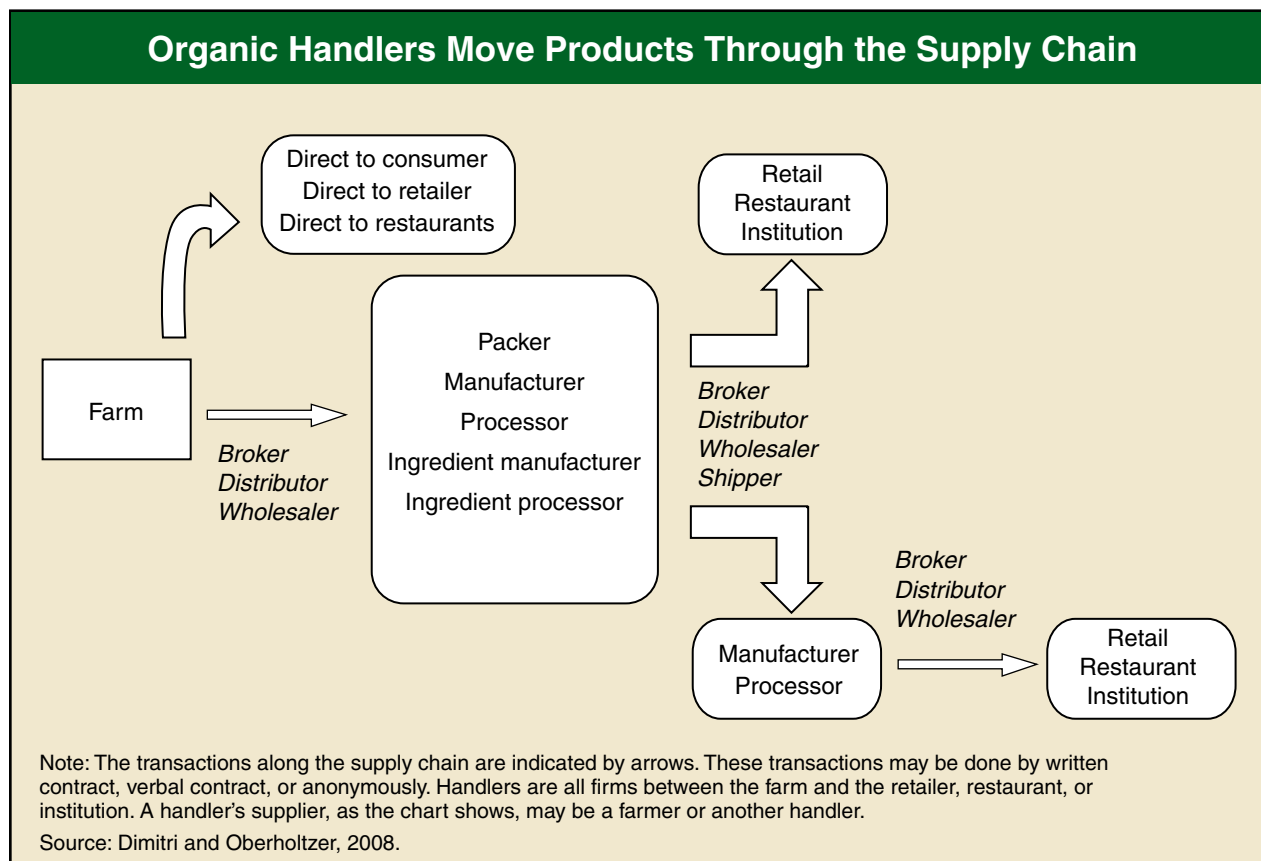 Organic Handlers Move Products Through the Supply Chain
Direct to consumer
Direct to retailer
Direct to restaurants
Retail
Restaurant
Institution
Farm
Broker
Distributor
Wholesaler
Packer
Manufacturer
Processor
Ingredient manufacturer
Ingredient processor
Broker
Distributor
Wholesaler
Shipper
Manufacturer
Processor
Broker
Distributor
Wholesaler
Retail
Restaurant
Institution
Note: The transactions along the supply chain are indicated by arrows. These transactions may be done by written
contract, verbal contract, or anonymously. Handlers are all firms between the farm and the retailer, restaurant, or
institution. A handler's supplier, as the chart shows, may be a farmer or another handler.
Source: Dimitri and Oberholtzer, 2008.